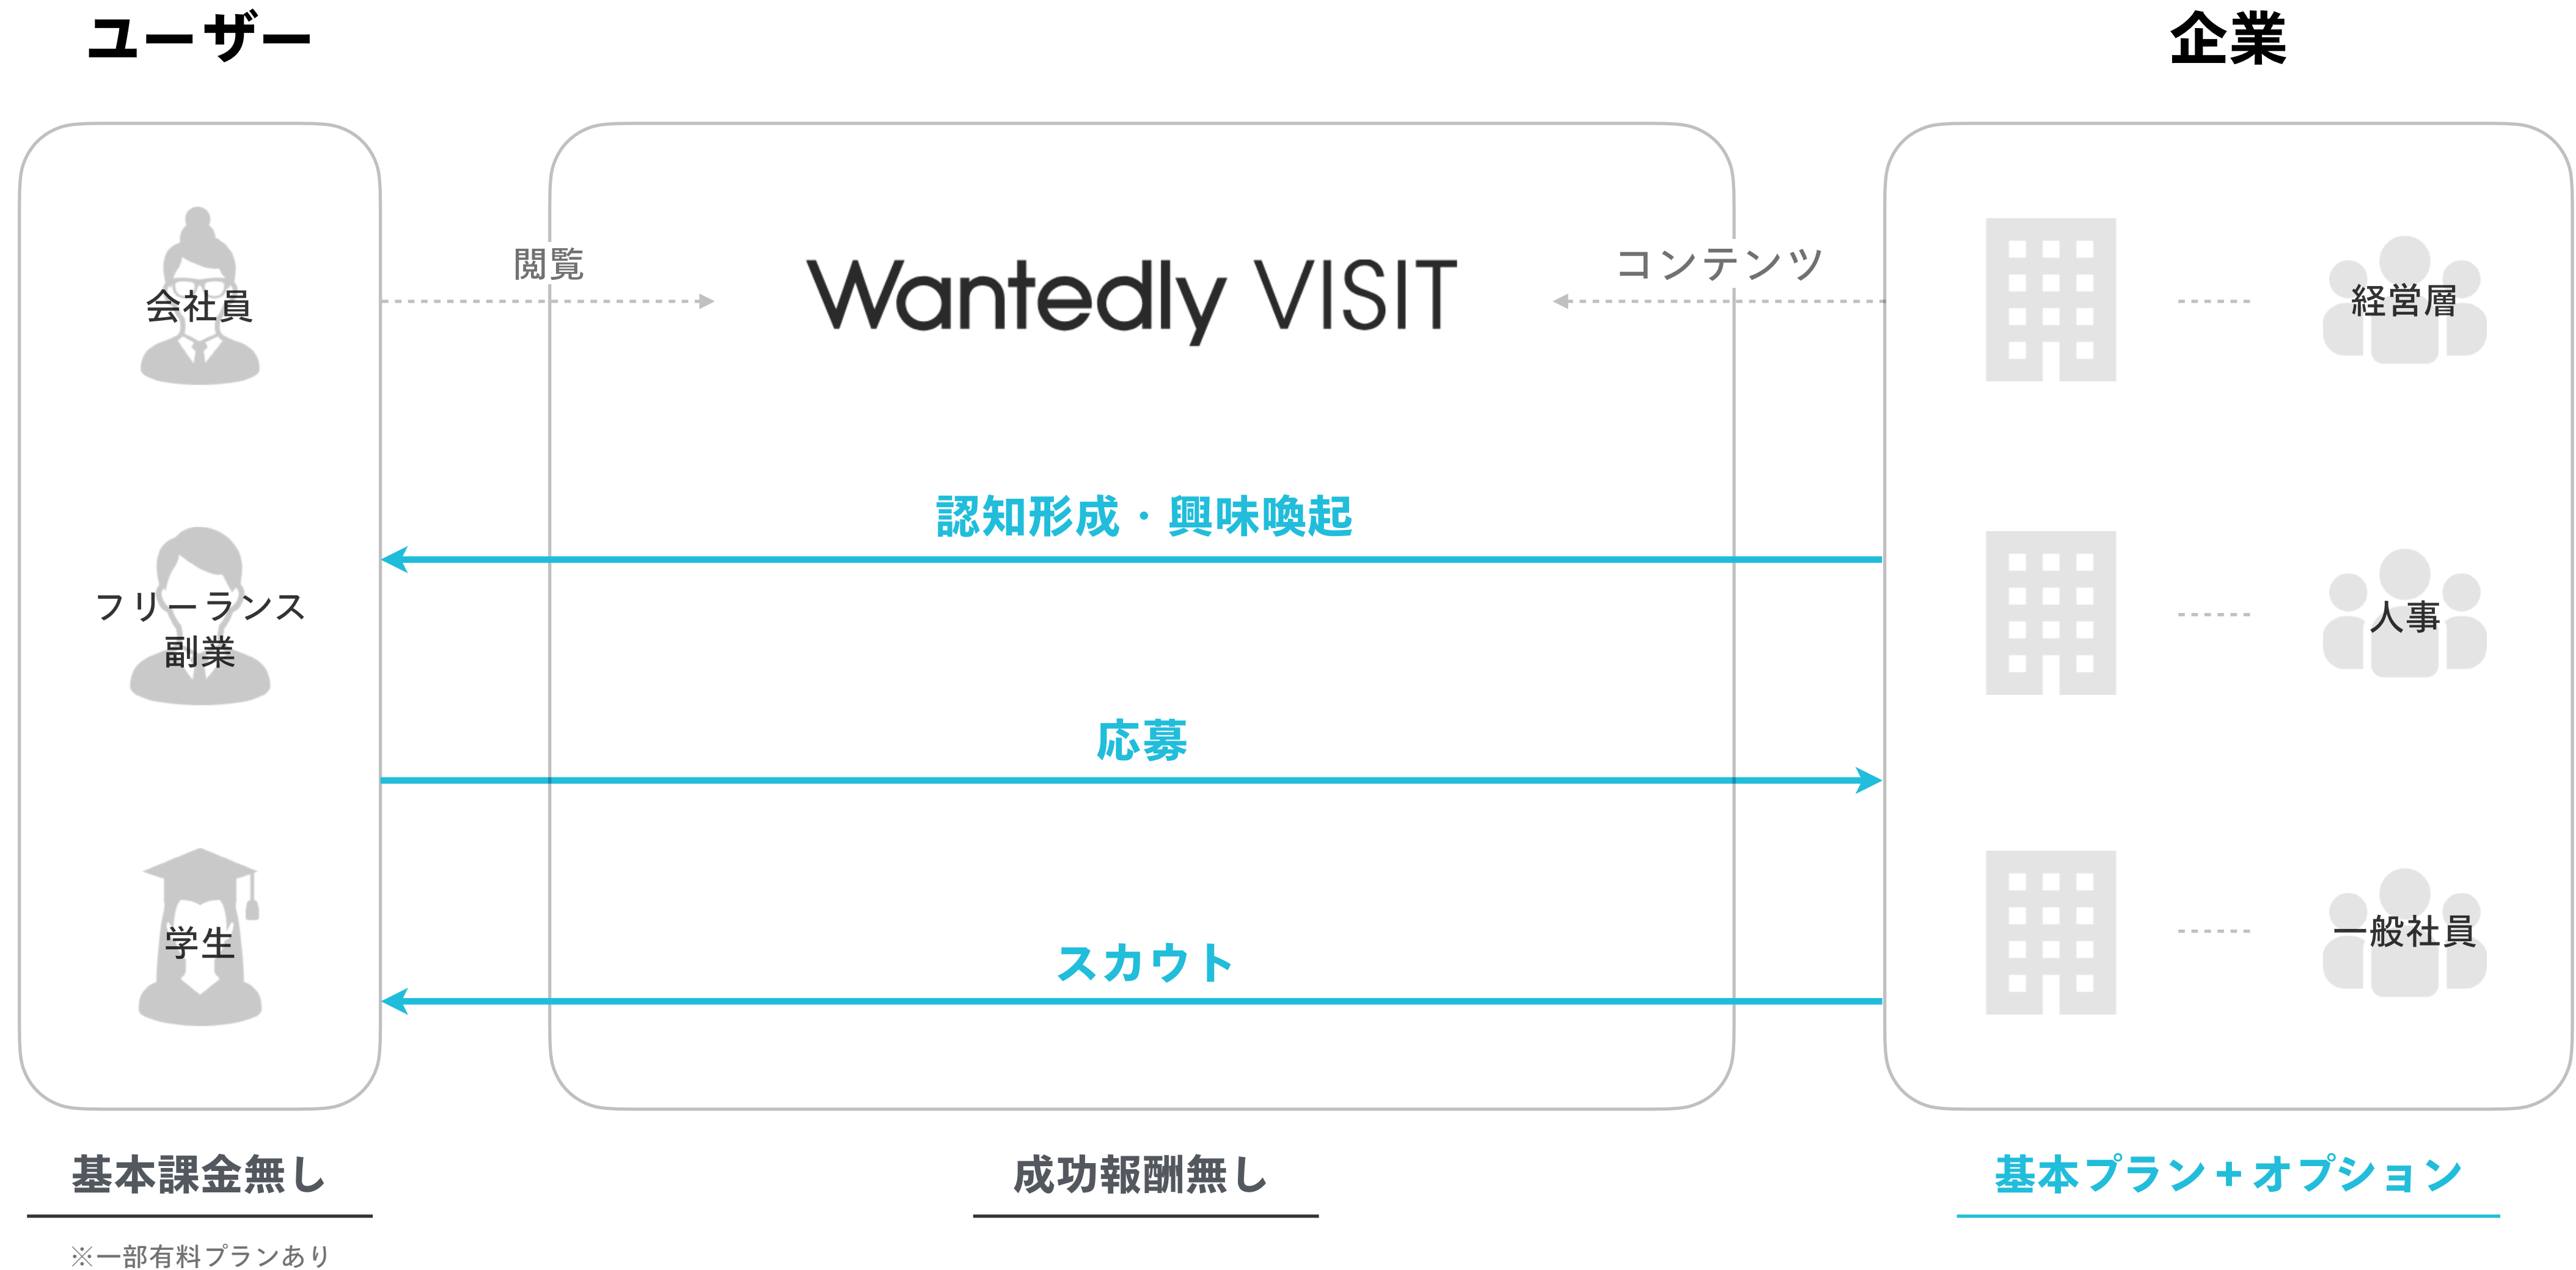 ユーザー
企業
会社員
閲覧
Wantedly VISIT
コンテンツ
経営層
認知形成・興味喚起
フリーランス
副業
人事
応募
学生
スカウト
一般社員
基本課金無し
※一部有料プランあり
成功報酬無し
基本プラン+オプション